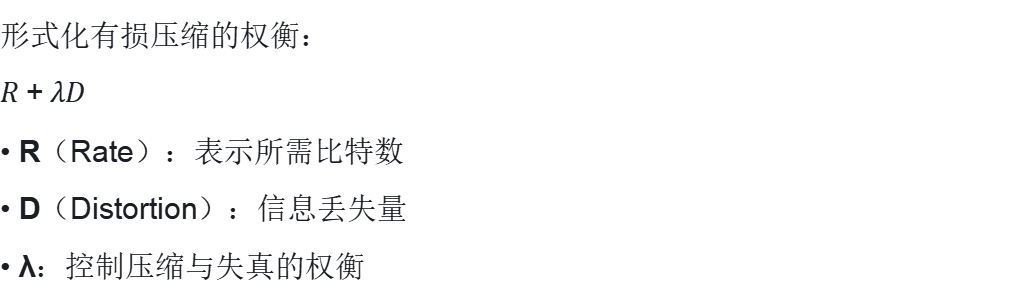 形式化有损压缩的权衡：
R + λD
• R（Rate）：表示所需比特数
• D（Distortion）：信息丢失量
• λ：控制压缩与失真的权衡